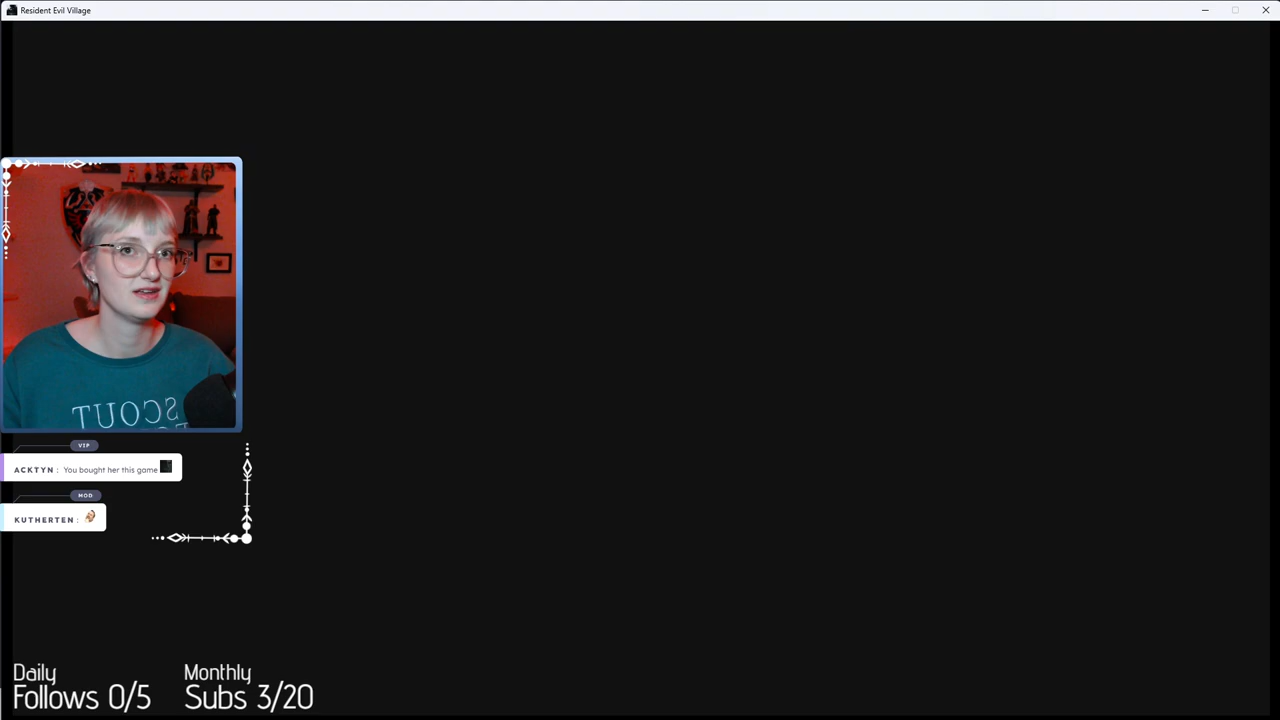 Resident Evil Village
SCOUT
VIP
ACKTYN : You bought her this game
MOD
KUTHERTEN :
Daily
Follows 0/5
Monthly
Subs 3/20